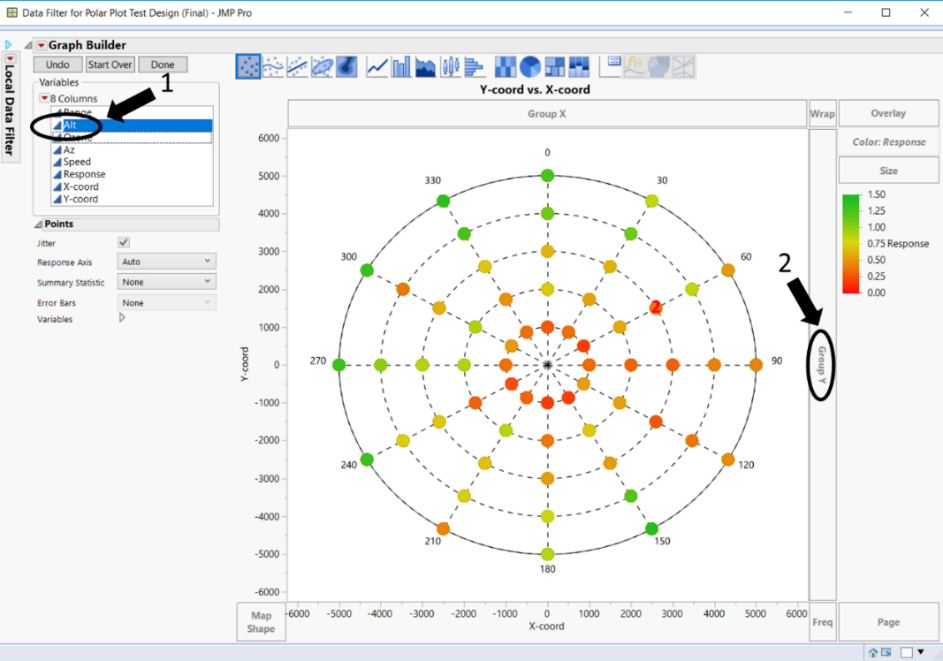 Data Filter for Polar Plot Test Design (Final) - JMP Pro
Graph Builder
Undo Start Over Done
1
Local Data Filter
Variables
8 Columns
Range
Alt
Ozone
Az
Speed
Response
X-coord
Y-coord
Points
Jitter
Response Axis Auto
Summary Statistic None
Error Bars None
Variables
Y-coord vs. X-coord
Group X
Wrap
Overlay
Color: Response
Size
1.50
1.25
1.00
0.75 Response
0.50
0.25
0.00
2
Group Y
Y-coord
6000
5000
4000
3000
2000
1000
0
-1000
-2000
-3000
-4000
-5000
-6000
0
30
60
90
120
150
180
210
240
270
300
330
2
Map
Shape
-6000 -5000 -4000 -3000 -2000 -1000 0 1000 2000 3000 4000 5000 6000
X-coord
Freq
Page